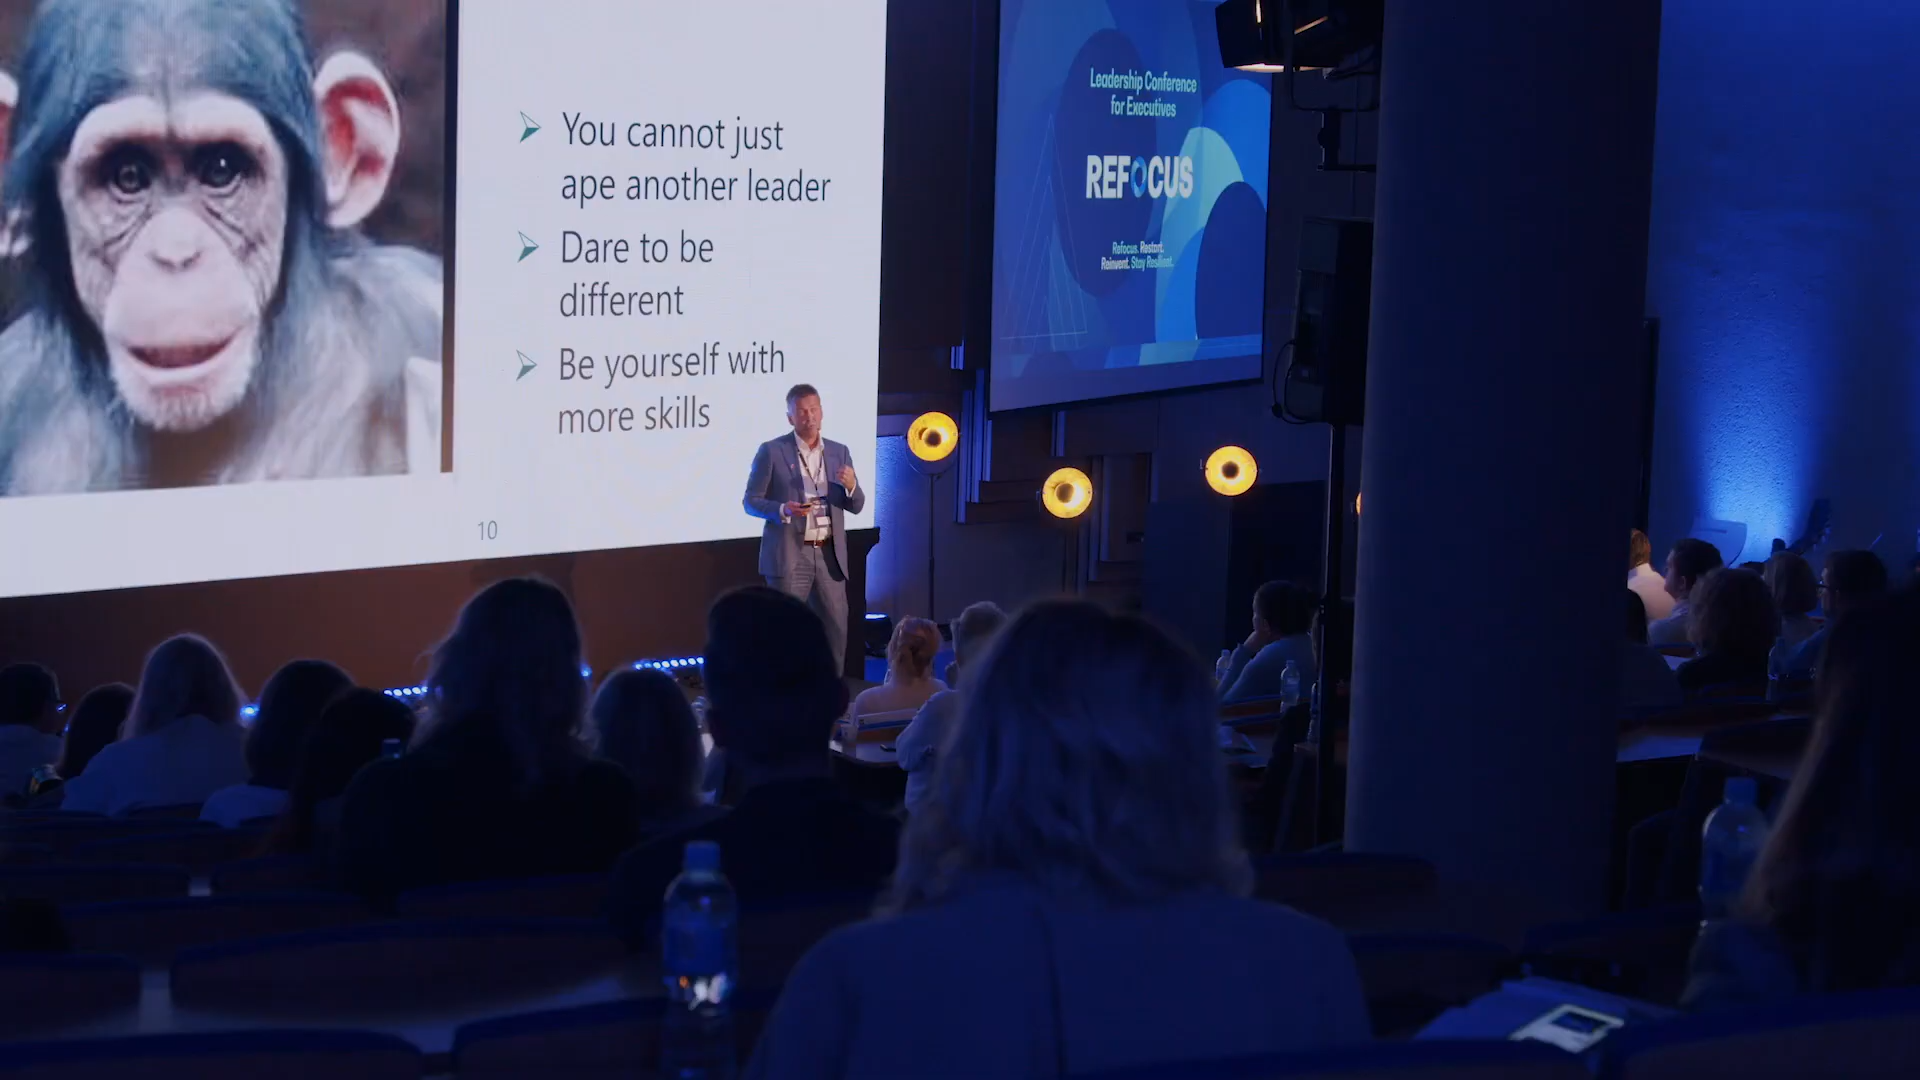 You cannot just
ape another leader
Dare to be
different
Be yourself with
more skills
10
Leadership Conference
for Executives
REFOCUS
Refocus. Restart.
Reinvent. Stay Resilient.